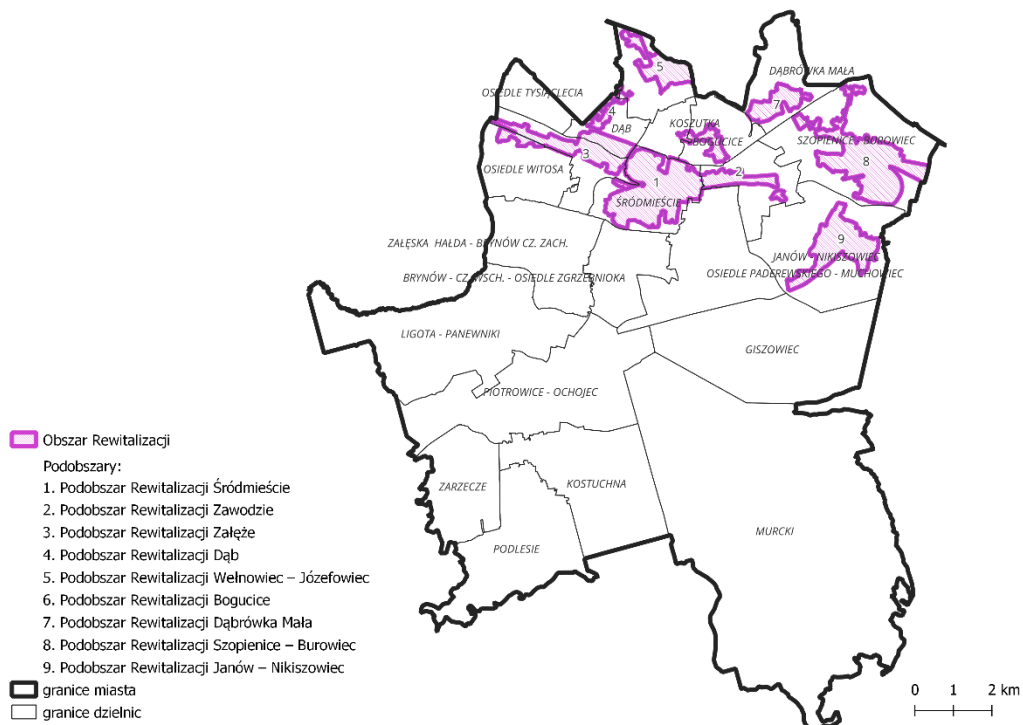 5
DĄBRÓWKA MAŁA
OSIEDLE TYSIĄCLECIA
7
4
KOSZUTKA
DĄB
6
BOGUCICE
SZOPIENICE - BUROWIEC
3
8
OSIEDLE WITOSA
2
1
ŚRÓDMIEŚCIE
9
ZAŁĘSKA HAŁDA - BRYNÓW CZ. ZACH.
JANÓW - NIKISZOWIEC
OSIEDLE PADEREWSKIEGO - MUCHOWIEC
BRYNÓW - CZ. WSCH. - OSIEDLE ZGRZEBNIOKA
LIGOTA - PANEWNIKI
GISZOWIEC
PIOTROWICE - OCHOJEC
ZARZECZE
KOSTUCHNA
MURCKI
PODLESIE
Obszar Rewitalizacji
Podobszary:
1. Podobszar Rewitalizacji Śródmieście
2. Podobszar Rewitalizacji Zawodzie
3. Podobszar Rewitalizacji Załęże
4. Podobszar Rewitalizacji Dąb
5. Podobszar Rewitalizacji Wełnowiec – Józefowiec
6. Podobszar Rewitalizacji Bogucice
7. Podobszar Rewitalizacji Dąbrówka Mała
8. Podobszar Rewitalizacji Szopienice – Burowiec
9. Podobszar Rewitalizacji Janów – Nikiszowiec
granice miasta
granice dzielnic
0 1 2 km